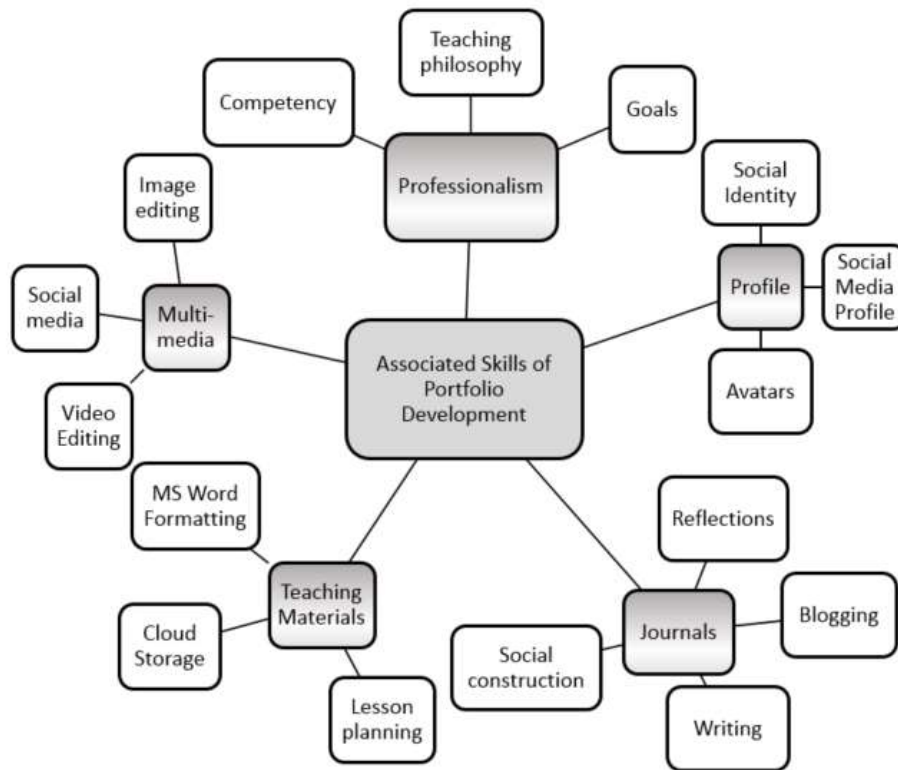 Teaching
philosophy
Competency
Goals
Professionalism
Social
Identity
Profile
Social
Media
Profile
Avatars
Image
editing
Social
media
Multi-
media
Video
Editing
Associated Skills of
Portfolio
Development
MS Word
Formatting
Teaching
Materials
Cloud
Storage
Lesson
planning
Reflections
Blogging
Journals
Social
construction
Writing